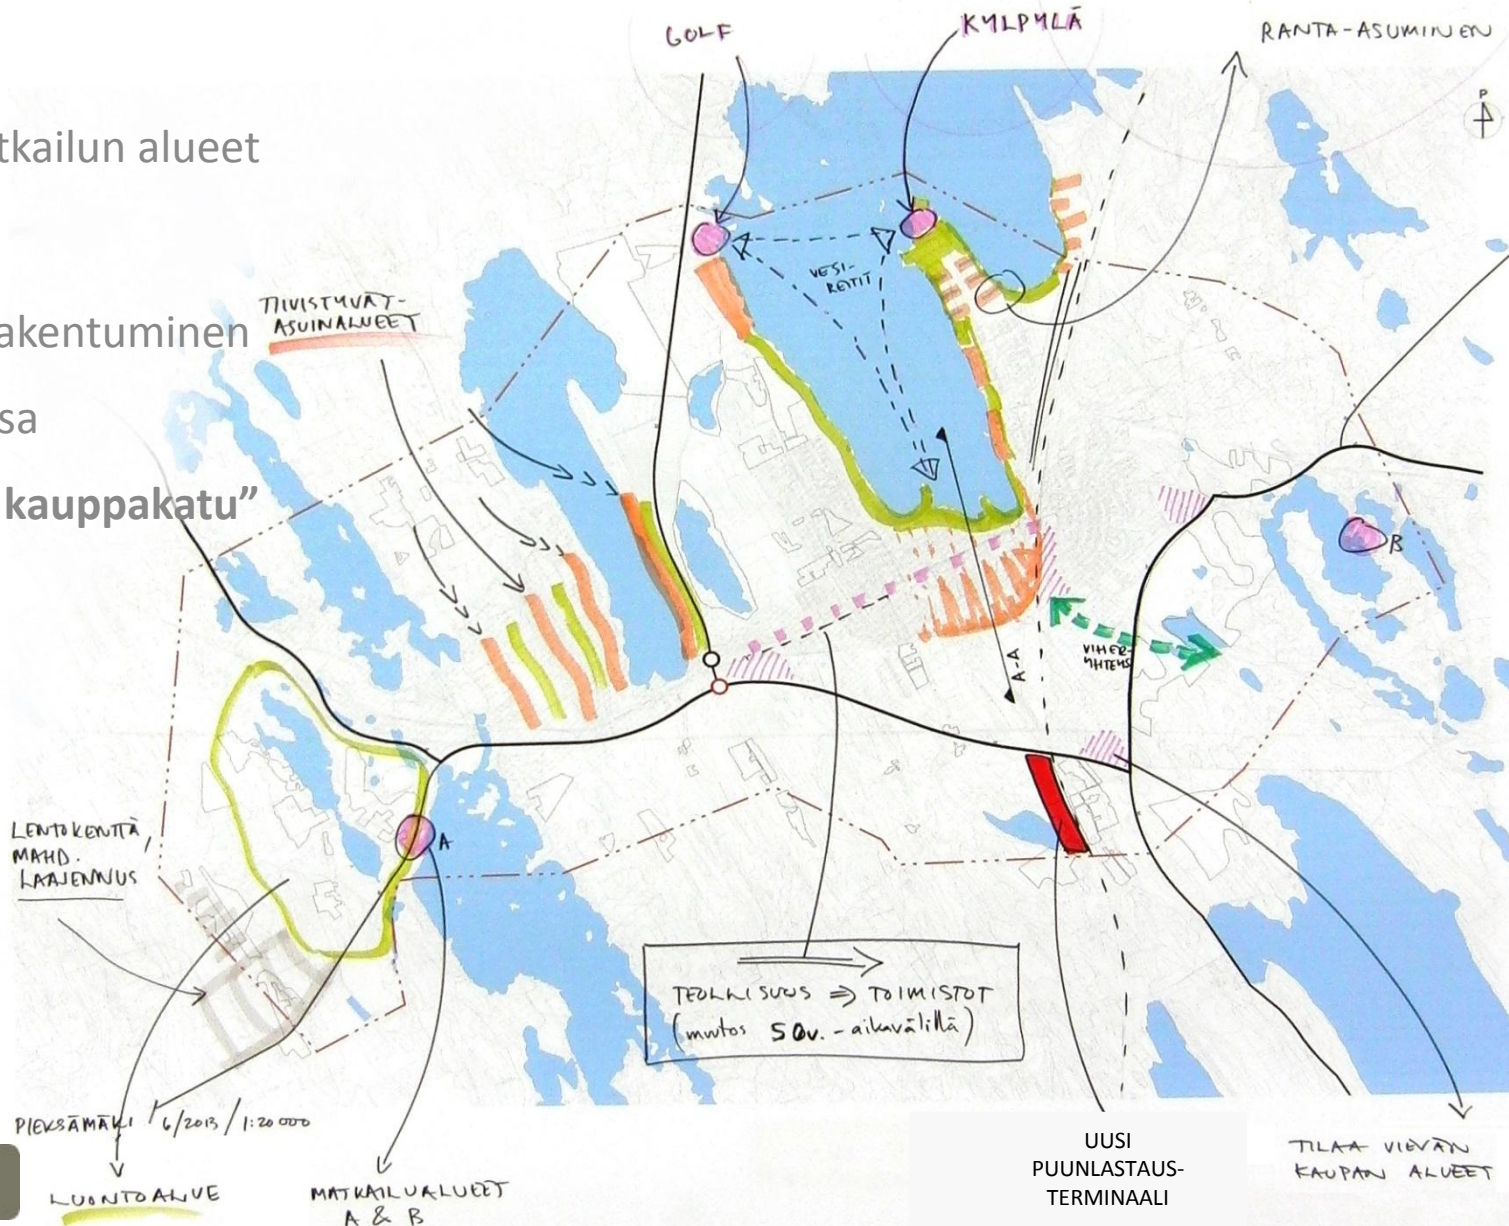 GOLF
KYLPYLÄ
RANTA-ASUMINEN
P
tkailun alueet
VESI-
REITIT
TIIVISTYVÄT-
ASUINALUEET
akentuminen
sa
kauppakatu”
B
VIHER-
YHTEYS
A-A
A
LENTOKENTTÄ,
MAHD.
LAAJENNUS
TEOLLISUUS => TOIMISTOT
(muutos 50v. - aikavälillä)
PIEKSÄMÄKI / 6/2013 / 1:20 000
LUONTOALUE
MATKAILUALUEET
A & B
UUSI
PUUNLASTAUS-
TERMINAALI
TILAA VIEVÄN
KAUPAN ALUEET